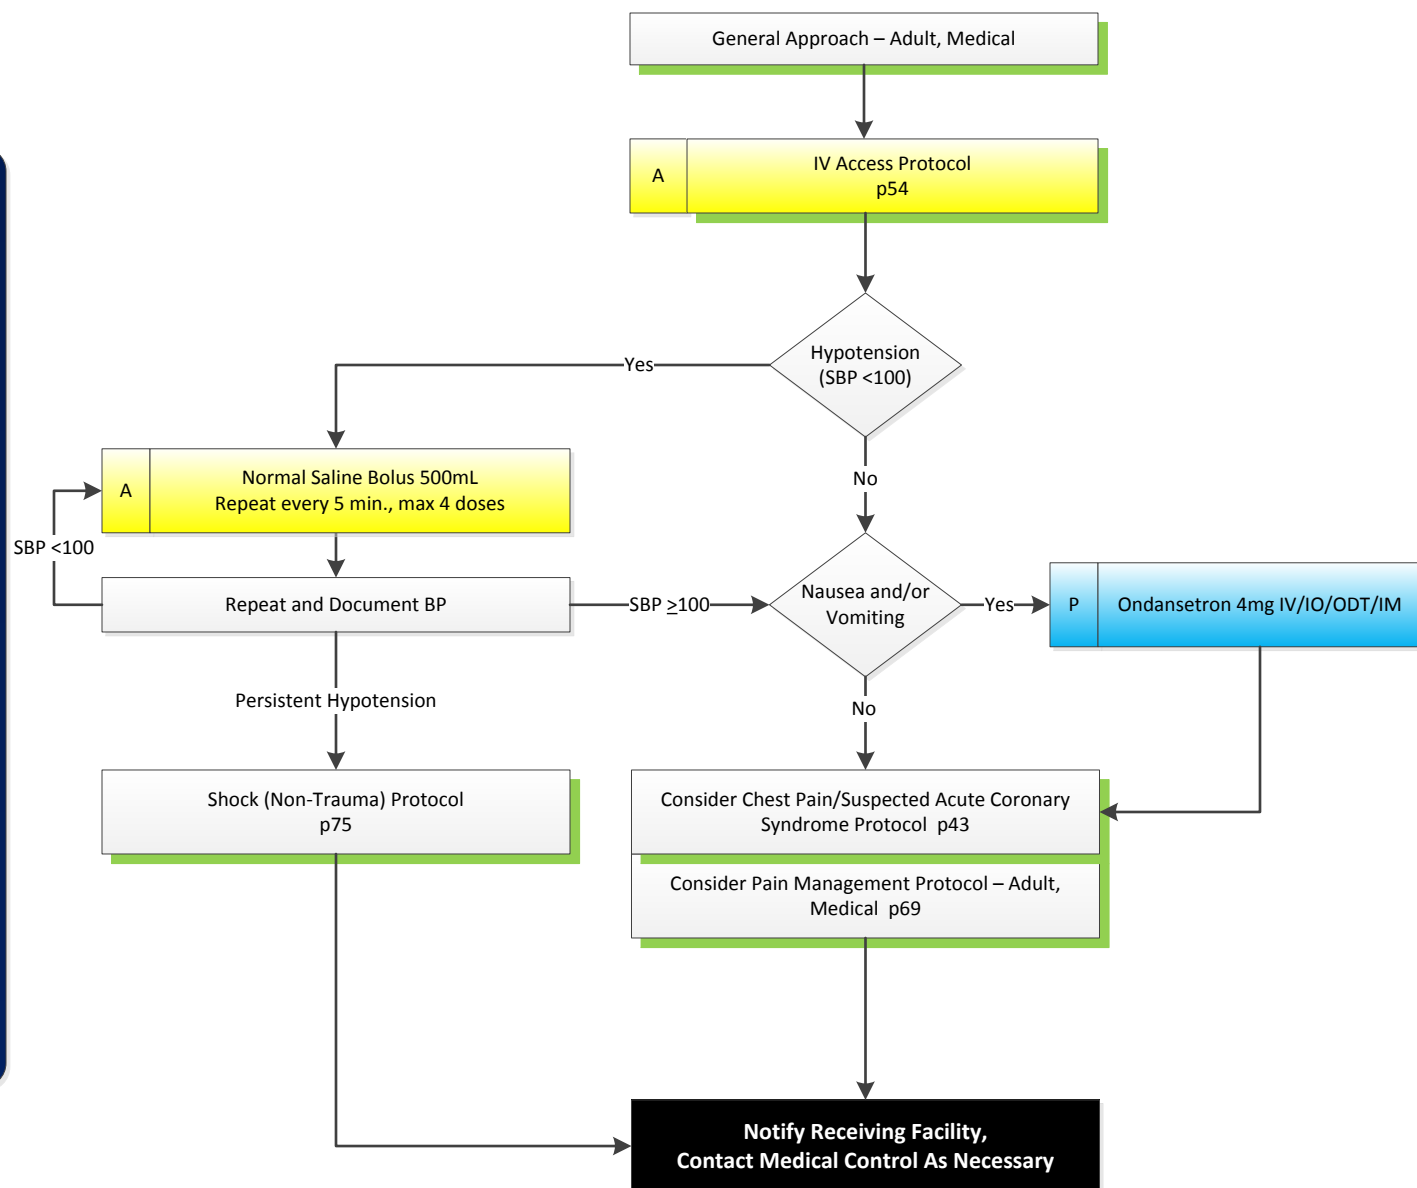 General Approach – Adult, Medical
A
IV Access Protocol
p54
Hypotension
(SBP <100)
Yes
No
A
Normal Saline Bolus 500mL
Repeat every 5 min., max 4 doses
SBP <100
Repeat and Document BP
SBP ≥100
Nausea and/or
Vomiting
Yes
P
Ondansetron 4mg IV/IO/ODT/IM
Persistent Hypotension
No
Shock (Non-Trauma) Protocol
p75
Consider Chest Pain/Suspected Acute Coronary
Syndrome Protocol p43
Consider Pain Management Protocol – Adult,
Medical p69
Notify Receiving Facility,
Contact Medical Control As Necessary